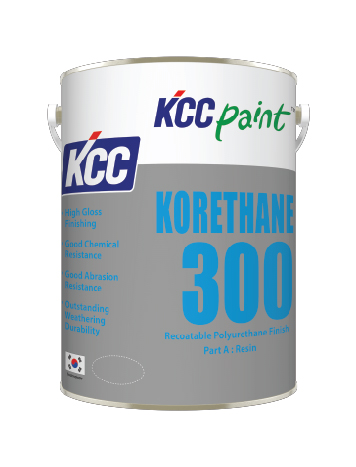 KCC paint™
KCC
KORETHANE
300
High Gloss
Finishing
Good Chemical
Resistance
Good Abrasion
Resistance
Outstanding
Weathering
Durability
Recoatable Polyurethane Finish
Part A : Resin